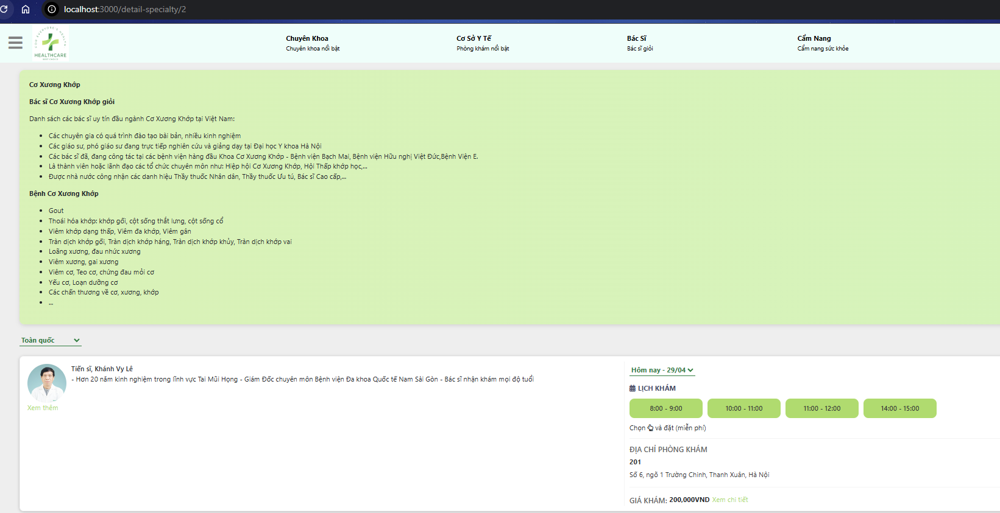 localhost:3000/detail-specialty/2
FOR EVERYONE'S HEALTH
HEALTHCARE
BEST CHOICE
Chuyên Khoa
Chuyên khoa nổi bật
Cơ Sở Y Tế
Phòng khám nổi bật
Bác Sĩ
Bác sĩ giỏi
Cẩm Nang
Cẩm nang sức khỏe
Cơ Xương Khớp
Bác sĩ Cơ Xương Khớp giỏi
Danh sách các bác sĩ uy tín đầu ngành Cơ Xương Khớp tại Việt Nam:
Các chuyên gia có quá trình đào tạo bài bản, nhiều kinh nghiệm
Các giáo sư, phó giáo sư đang trực tiếp nghiên cứu và giảng dạy tại Đại học Y khoa Hà Nội
Các bác sĩ đã, đang công tác tại các bệnh viện hàng đầu Khoa Cơ Xương Khớp - Bệnh viện Bạch Mai, Bệnh viện Hữu nghị Việt Đức,Bệnh Viện E.
Là thành viên hoặc lãnh đạo các tổ chức chuyên môn như: Hiệp hội Cơ Xương Khớp, Hội Thấp khớp học,...
Được nhà nước công nhận các danh hiệu Thầy thuốc Nhân dân, Thầy thuốc Ưu tú, Bác sĩ Cao cấp,...
Bệnh Cơ Xương Khớp
Gout
Thoái hóa khớp: khớp gối, cột sống thắt lưng, cột sống cổ
Viêm khớp dạng thấp, Viêm đa khớp, Viêm gân
Tràn dịch khớp gối, Tràn dịch khớp háng, Tràn dịch khớp khủy, Tràn dịch khớp vai
Loãng xương, đau nhức xương
Viêm xương, gai xương
Viêm cơ, Teo cơ, chứng đau mỏi cơ
Yếu cơ, Loạn dưỡng cơ
Các chấn thương về cơ, xương, khớp
...
Toàn quốc
Tiến sĩ, Khánh Vy Lê
- Hơn 20 năm kinh nghiệm trong lĩnh vực Tai Mũi Họng - Giám Đốc chuyên môn Bệnh viện Đa khoa Quốc tế Nam Sài Gòn - Bác sĩ nhận khám mọi độ tuổi
Xem thêm
Hôm nay - 29/04
LỊCH KHÁM
8:00 - 9:00
10:00 - 11:00
11:00 - 12:00
14:00 - 15:00
Chọn và đặt (miễn phí)
ĐỊA CHỈ PHÒNG KHÁM
201
Số 6, ngõ 1 Trường Chinh, Thanh Xuân, Hà Nội
GIÁ KHÁM: 200,000VND Xem chi tiết